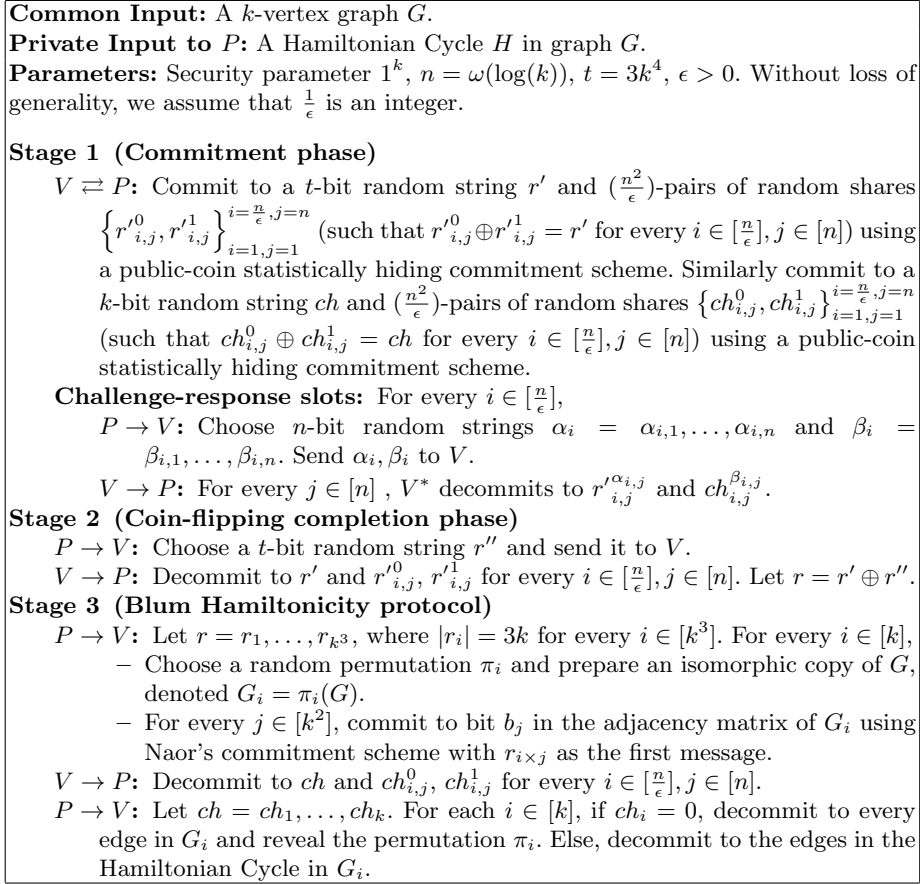 Common Input: A k-vertex graph G.
Private Input to P: A Hamiltonian Cycle H in graph G.
Parameters: Security parameter 1^k, n = ω(log(k)), t = 3k^4, ϵ > 0. Without loss of
generality, we assume that 1/ϵ is an integer.
Stage 1 (Commitment phase)
V ⇄ P: Commit to a t-bit random string r′ and (n^2/ϵ)-pairs of random shares
{r′^0_{i,j}, r′^1_{i,j}}^{i=n/ϵ,j=n}_{i=1,j=1} (such that r′^0_{i,j}⊕r′^1_{i,j} = r′ for every i ∈ [n/ϵ], j ∈ [n]) using
a public-coin statistically hiding commitment scheme. Similarly commit to a
k-bit random string ch and (n^2/ϵ)-pairs of random shares {ch^0_{i,j}, ch^1_{i,j}}^{i=n/ϵ,j=n}_{i=1,j=1}
(such that ch^0_{i,j} ⊕ ch^1_{i,j} = ch for every i ∈ [n/ϵ], j ∈ [n]) using a public-coin
statistically hiding commitment scheme.
Challenge-response slots: For every i ∈ [n/ϵ],
P → V: Choose n-bit random strings α_i = α_{i,1}, . . . , α_{i,n} and β_i =
β_{i,1}, . . . , β_{i,n}. Send α_i, β_i to V.
V → P: For every j ∈ [n] , V* decommits to r′^{α_{i,j}}_{i,j} and ch^{β_{i,j}}_{i,j}.
Stage 2 (Coin-flipping completion phase)
P → V: Choose a t-bit random string r″ and send it to V.
V → P: Decommit to r′ and r′^0_{i,j}, r′^1_{i,j} for every i ∈ [n/ϵ], j ∈ [n]. Let r = r′ ⊕ r″.
Stage 3 (Blum Hamiltonicity protocol)
P → V: Let r = r_1, . . . , r_{k^3}, where |r_i| = 3k for every i ∈ [k^3]. For every i ∈ [k],
– Choose a random permutation π_i and prepare an isomorphic copy of G,
denoted G_i = π_i(G).
– For every j ∈ [k^2], commit to bit b_j in the adjacency matrix of G_i using
Naor's commitment scheme with r_{i×j} as the first message.
V → P: Decommit to ch and ch^0_{i,j}, ch^1_{i,j} for every i ∈ [n/ϵ], j ∈ [n].
P → V: Let ch = ch_1, . . . , ch_k. For each i ∈ [k], if ch_i = 0, decommit to every
edge in G_i and reveal the permutation π_i. Else, decommit to the edges in the
Hamiltonian Cycle in G_i.